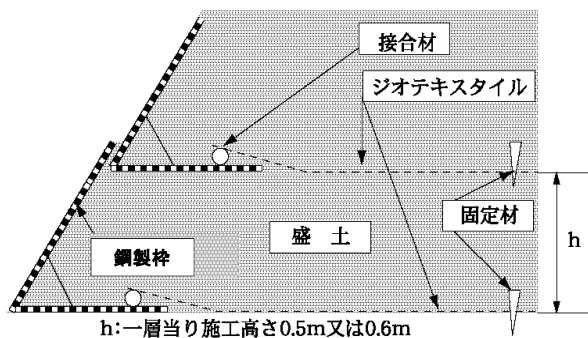 接合材
ジオテキスタイル
固定材
h
盛 土
鋼製枠
h:一層当り施工高さ0.5m又は0.6m